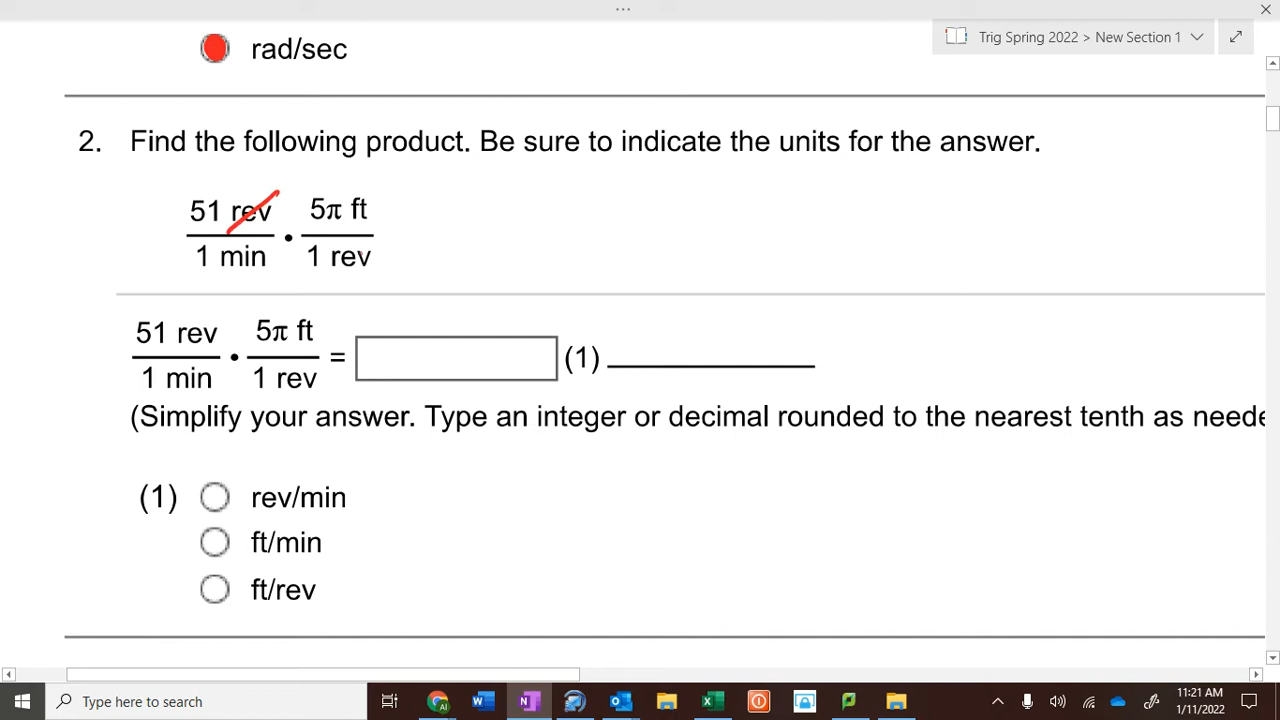 ...
Trig Spring 2022 > New Section 1
rad/sec
2. Find the following product. Be sure to indicate the units for the answer.
51 rev 5π ft
1 min • 1 rev
51 rev 5π ft
1 min • 1 rev = (1) ____________
(Simplify your answer. Type an integer or decimal rounded to the nearest tenth as neede
(1) rev/min
ft/min
ft/rev
Type here to search
11:21 AM
1/11/2022